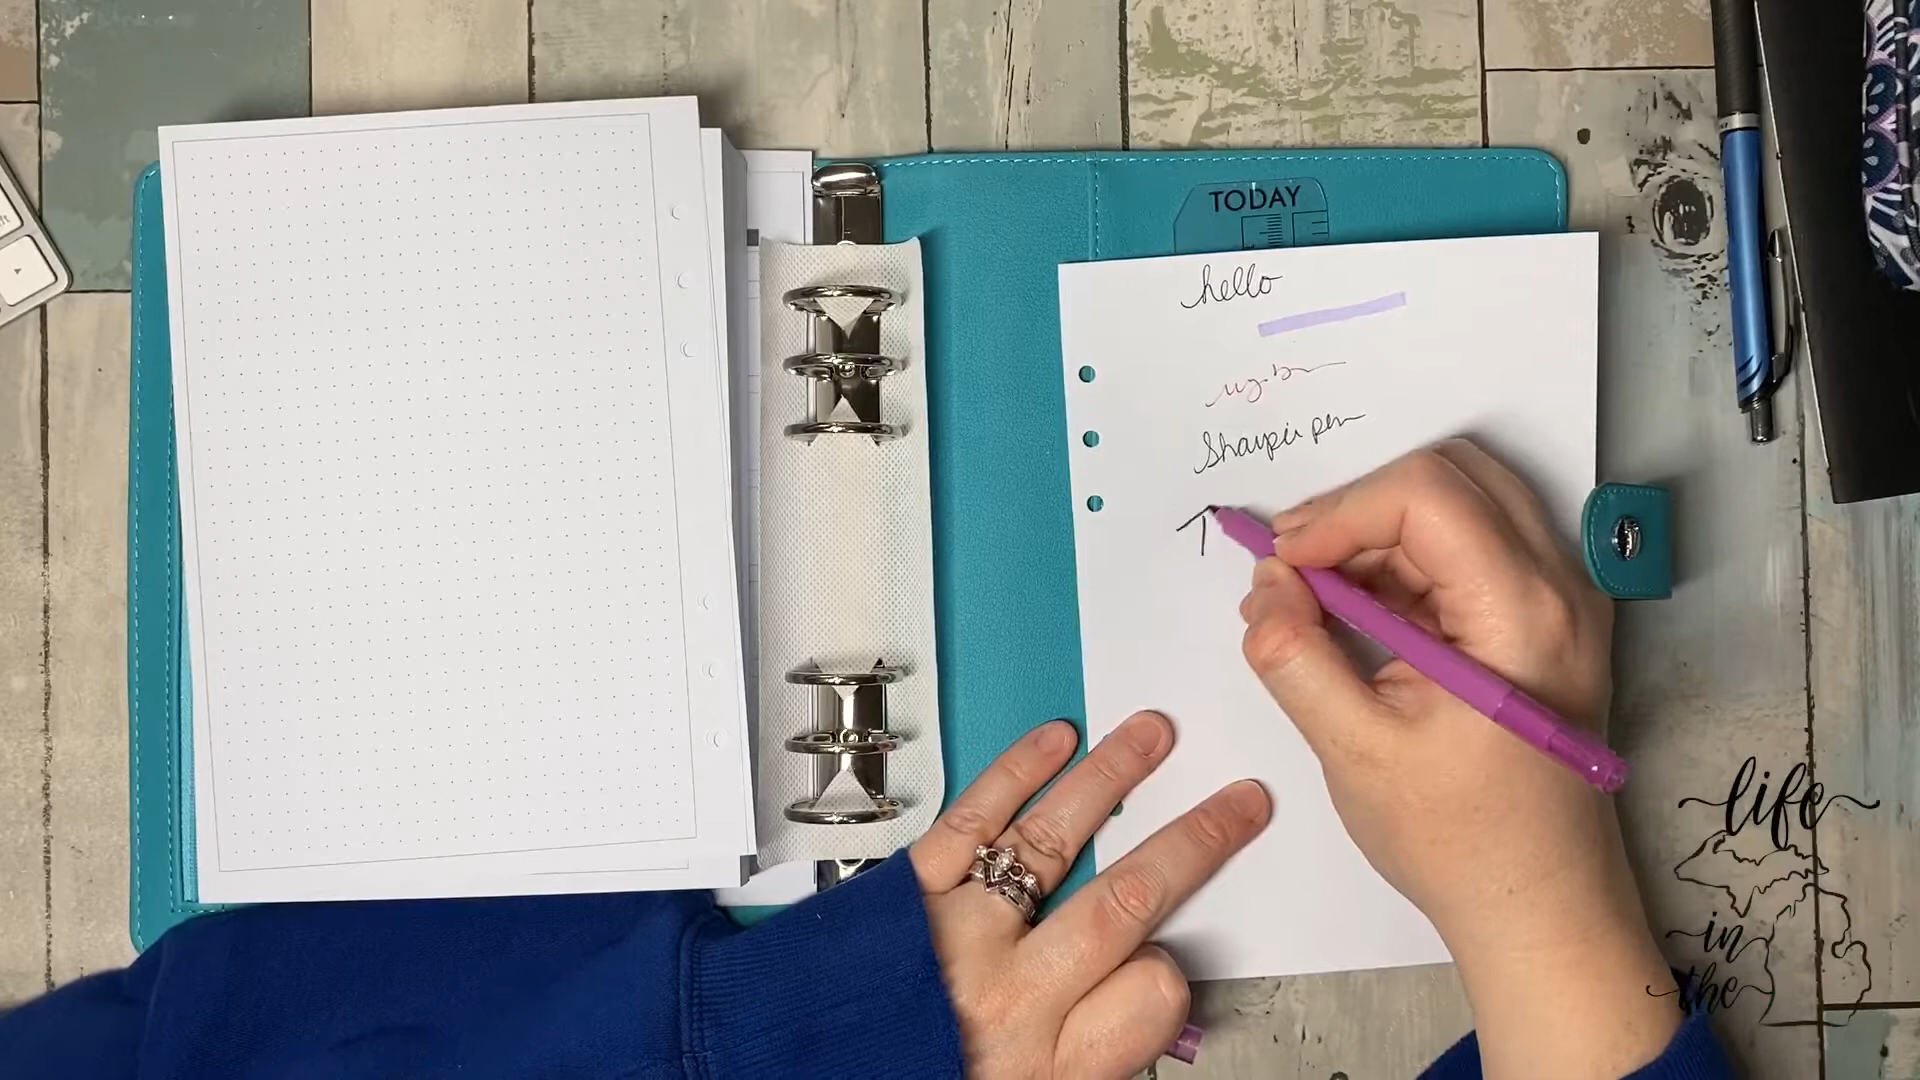 TODAY
hello
Sharpie pen
T
life
in
the